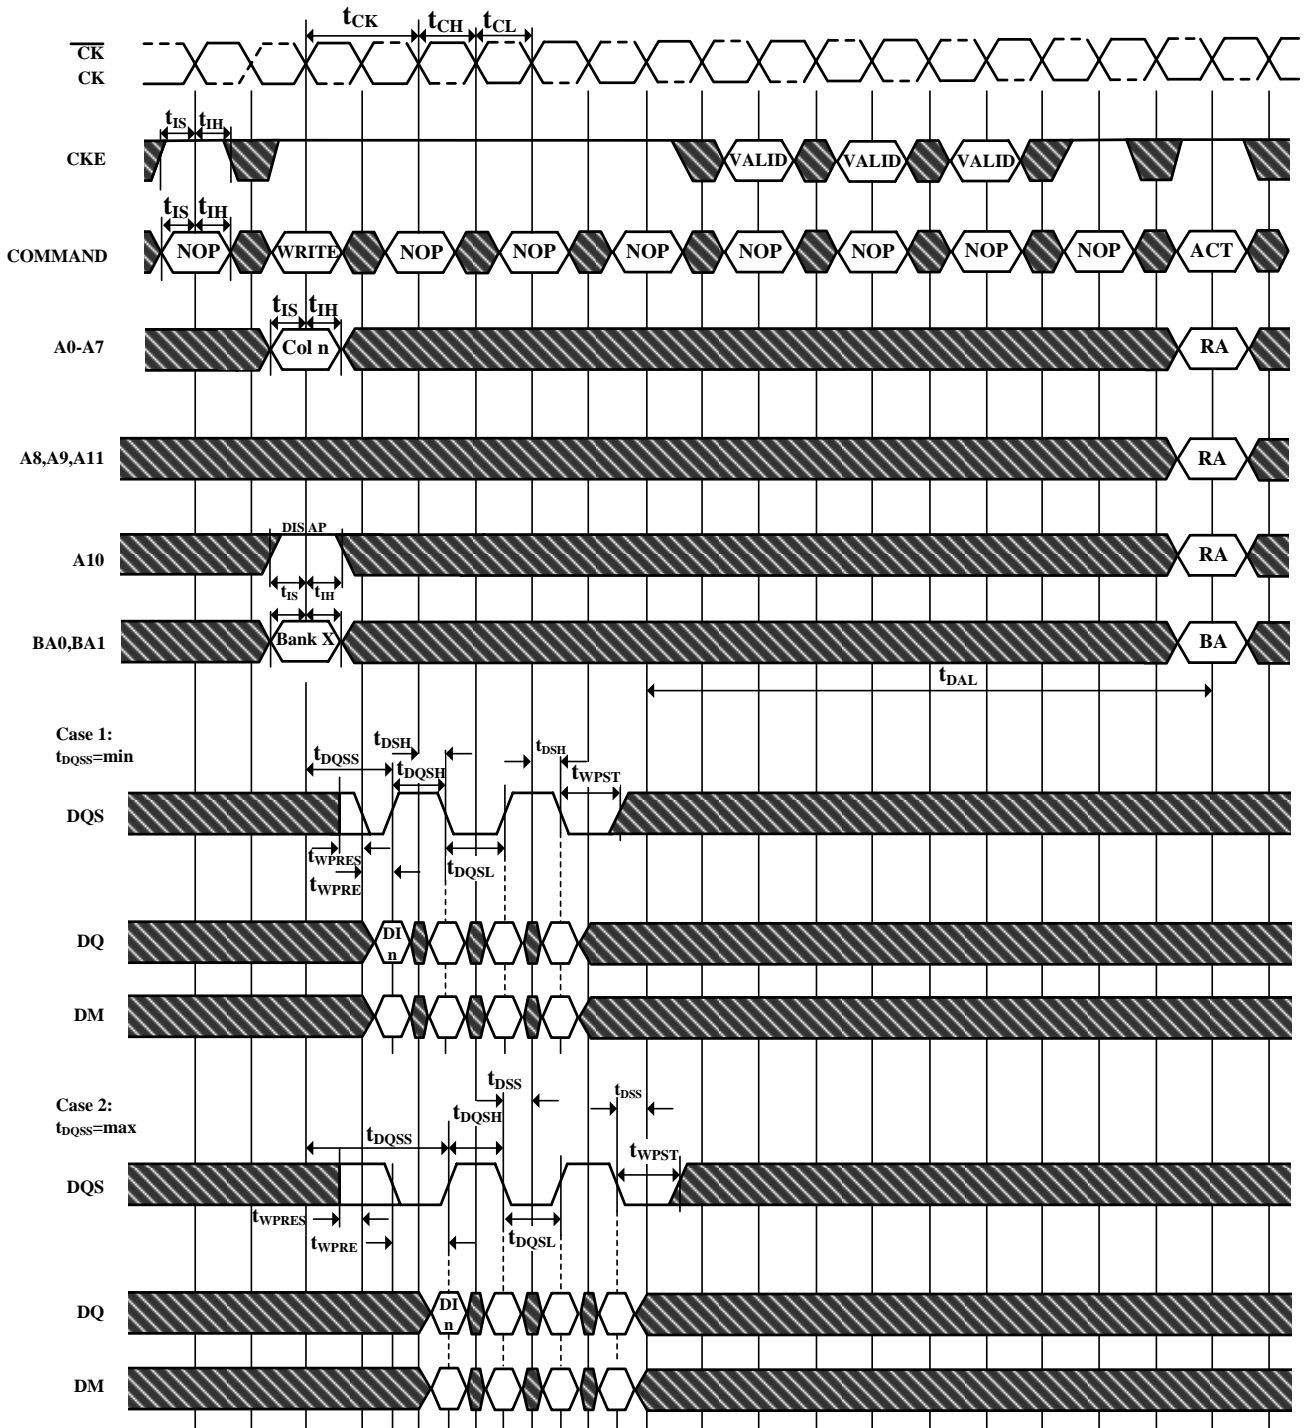 tCK tCH tCL
CK
CK
tIS tIH
CKE VALID VALID VALID
tIS tIH
COMMAND NOP WRITE NOP NOP NOP NOP NOP NOP NOP ACT
tIS tIH
A0-A7 Col n RA
A8,A9,A11 RA
DIS AP
A10 RA
tIS tIH
BA0,BA1 Bank X BA
tDAL
Case 1:
tDQSS=min
tDSH tDSH
tDQSS tDQSH tWPST
DQS
tWPRES
tDQSL
tWPRE
DQ DI n
DM
Case 2:
tDQSS=max
tDSS tDSS
tDQSS tDQSH tWPST
DQS
tWPRES
tWPRE tDQSL
DQ DI n
DM